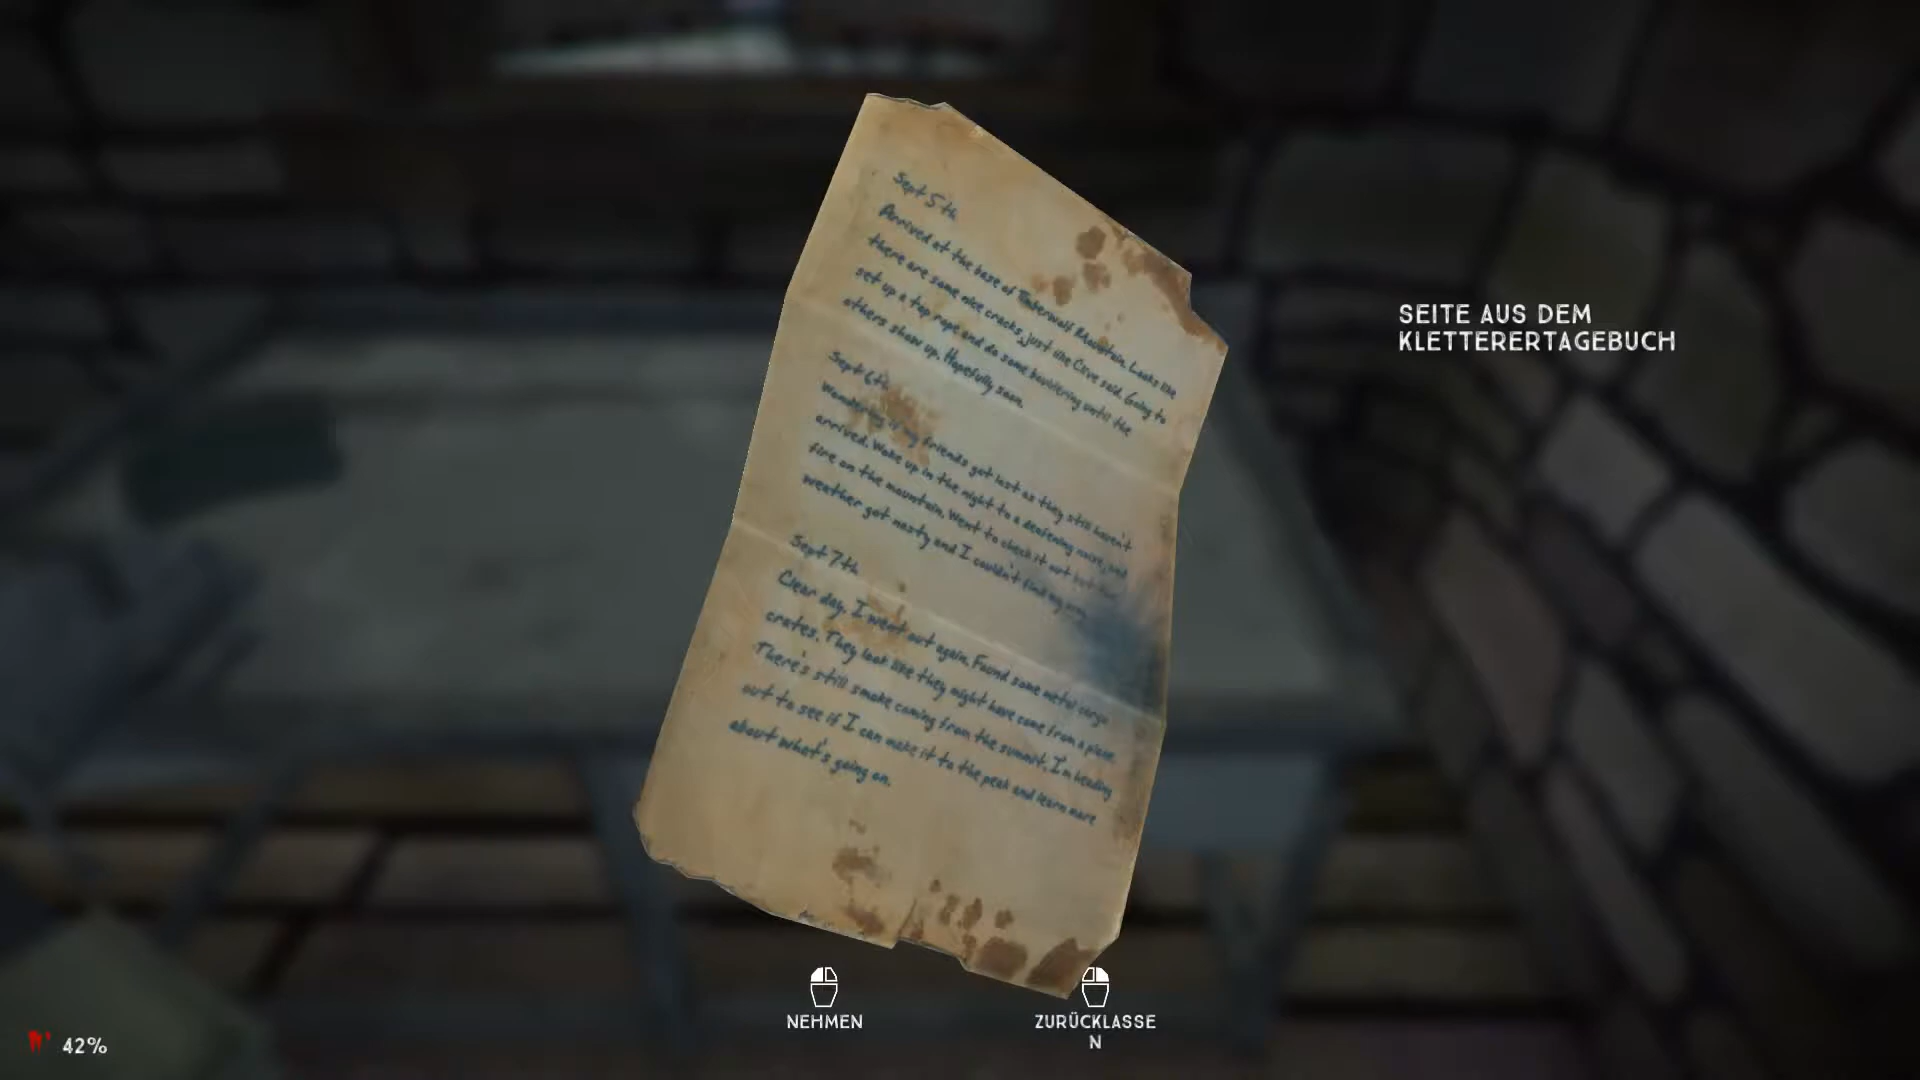 Sept 5th
Arrived at the base of Timberwolf Mountain. Looks like
there are some nice cracks, just like Clive said. Going to
set up a top rope and do some bouldering until the
others show up. Hopefully soon.
Sept 6th
Wondering if my friends got lost as they still haven't
arrived. Woke up in the night to a deafening noise, and
fire on the mountain. Went to check it out but the
weather got nasty and I couldn't find my way.
Sept 7th
Clear day. I went out again. Found some metal cargo
crates. They look like they might have come from a plane.
There's still smoke coming from the summit. I'm heading
out to see if I can make it to the peak and learn more
about what's going on.
SEITE AUS DEM
KLETTERERTAGEBUCH
NEHMEN
ZURÜCKLASSE
N
42%